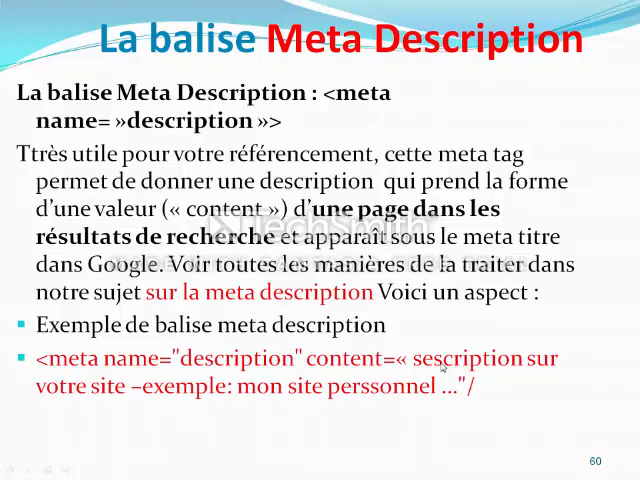 La balise Meta Description
La balise Meta Description : <meta
name= »description »>
Ttrès utile pour votre référencement, cette meta tag
permet de donner une description qui prend la forme
d'une valeur (« content ») d'une page dans les
résultats de recherche et apparaît sous le meta titre
dans Google. Voir toutes les manières de la traiter dans
notre sujet sur la meta description Voici un aspect :
Exemple de balise meta description
<meta name="description" content=« sescription sur
votre site –exemple: mon site perssonnel ..."/
TechSmith
60